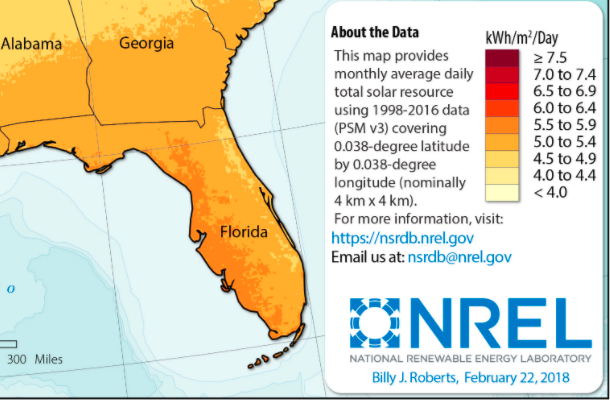 Alabama
Georgia
Florida
o
300 Miles
About the Data
This map provides
monthly average daily
total solar resource
using 1998-2016 data
(PSM v3) covering
0.038-degree latitude
by 0.038-degree
longitude (nominally
4 km x 4 km).
For more information, visit:
https://nsrdb.nrel.gov
Email us at: nsrdb@nrel.gov
kWh/m²/Day
≥ 7.5
7.0 to 7.4
6.5 to 6.9
6.0 to 6.4
5.5 to 5.9
5.0 to 5.4
4.5 to 4.9
4.0 to 4.4
< 4.0
NREL
NATIONAL RENEWABLE ENERGY LABORATORY
Billy J. Roberts, February 22, 2018